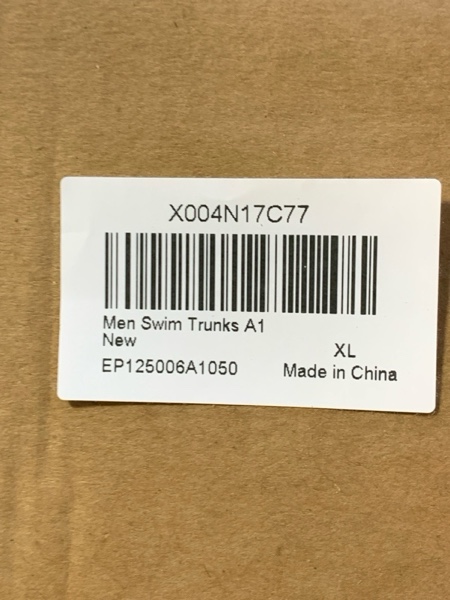 X004N17C77
Men Swim Trunks A1
New
XL
EP125006A1050
Made in China